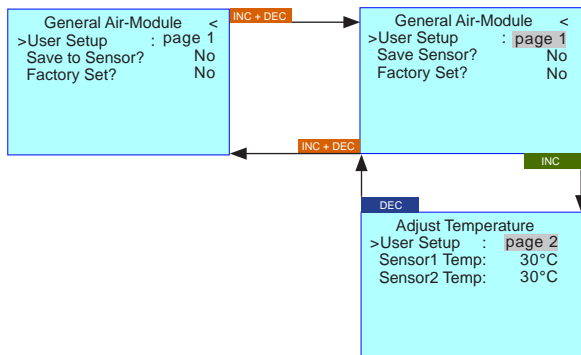 General Air-Module <
>User Setup : page 1
Save to Sensor? No
Factory Set? No
INC + DEC
General Air-Module <
>User Setup : page 1
Save Sensor? No
Factory Set? No
INC + DEC
INC
DEC
Adjust Temperature
>User Setup : page 2
Sensor1 Temp: 30°C
Sensor2 Temp: 30°C